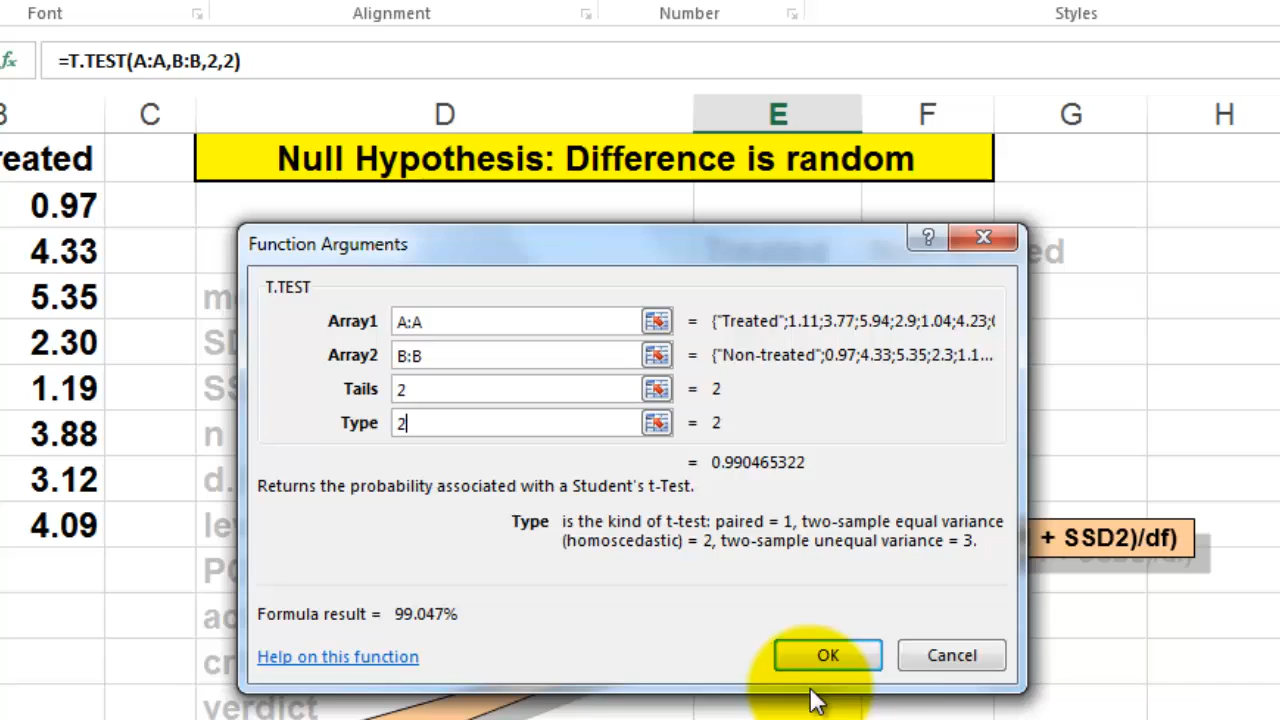 Font Alignment Number Styles
fx =T.TEST(A:A,B:B,2,2)
C D E F G H
reated Null Hypothesis: Difference is random
0.97
4.33
5.35
2.30
1.19
3.88
3.12
4.09
Function Arguments
T.TEST
Array1 A:A = {"Treated";1.11;3.77;5.94;2.9;1.04;4.23;
Array2 B:B = {"Non-treated";0.97;4.33;5.35;2.3;1.1...
Tails 2 = 2
Type 2 = 2
= 0.990465322
Returns the probability associated with a Student's t-Test.
Type is the kind of t-test: paired = 1, two-sample equal variance
(homoscedastic) = 2, two-sample unequal variance = 3.
Formula result = 99.047%
Help on this function OK Cancel
n
d.
verdict
+ SSD2)/df)